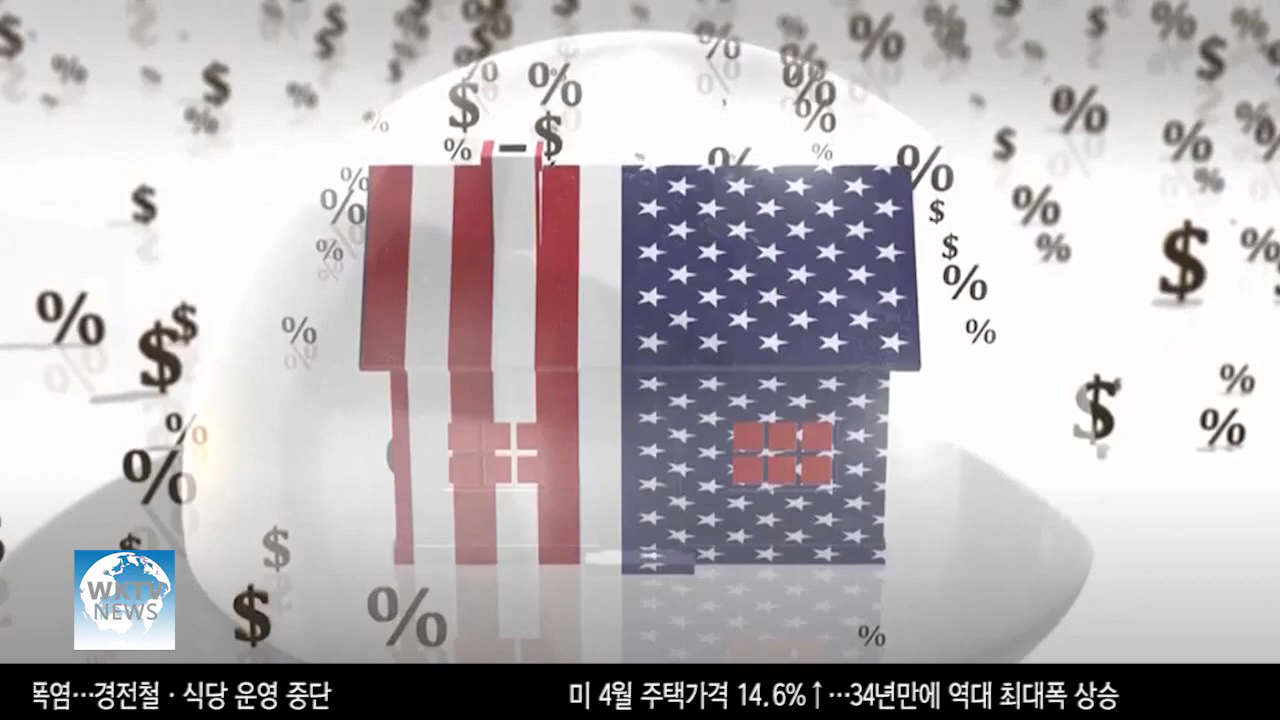 WKTV
NEWS
폭염…경전철 · 식당 운영 중단
미 4월 주택가격 14.6%↑…34년만에 역대 최대폭 상승